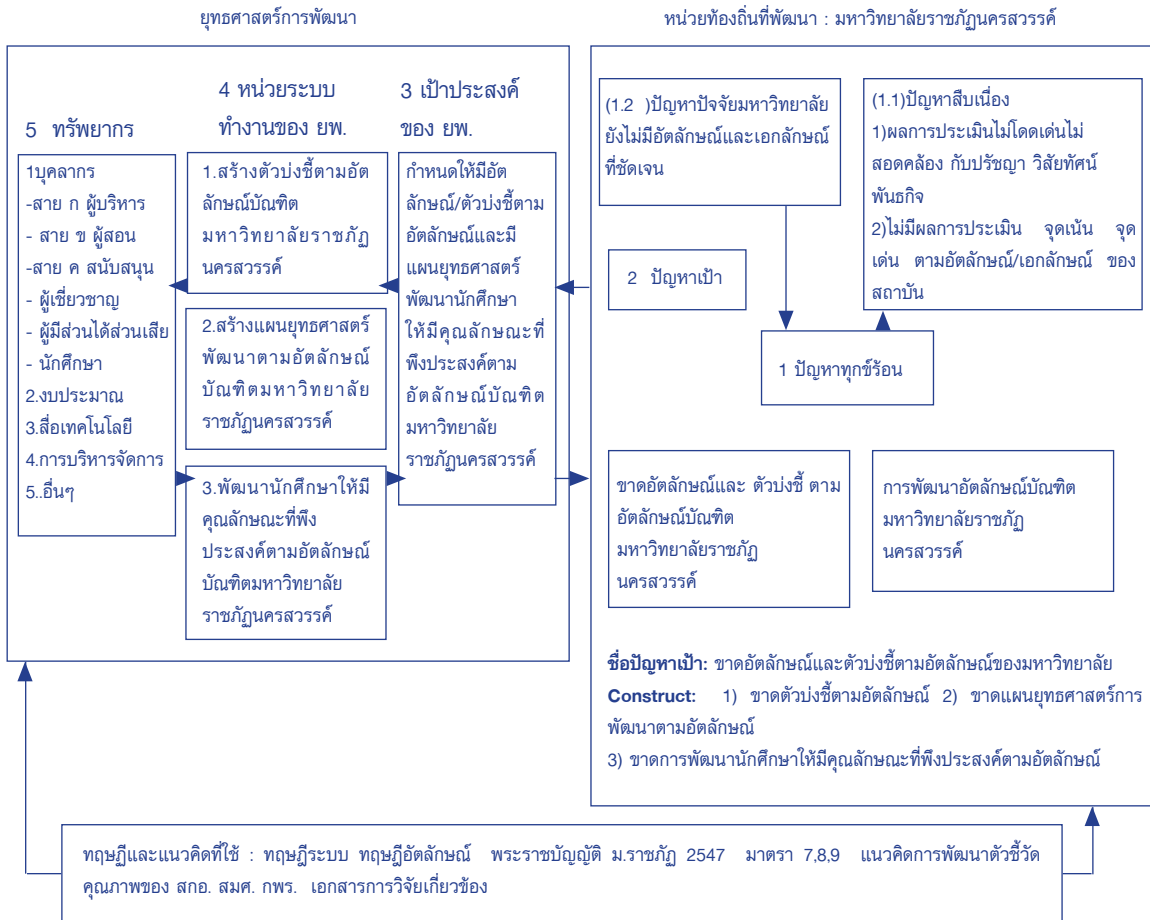 ยุทธศาสตร์การพัฒนา
หน่วยท้องถิ่นที่พัฒนา : มหาวิทยาลัยราชภัฏนครสวรรค์
5 ทรัพยากร
4 หน่วยระบบ
ทำงานของ ยพ.
3 เป้าประสงค์
ของ ยพ.
1บุคลากร
-สาย ก ผู้บริหาร
- สาย ข ผู้สอน
-สาย ค สนับสนุน
- ผู้เชี่ยวชาญ
- ผู้มีส่วนได้ส่วนเสีย
- นักศึกษา
2.งบประมาณ
3.สื่อเทคโนโลยี
4.การบริหารจัดการ
5..อื่นๆ
1.สร้างตัวบ่งชี้ตามอัต
ลักษณ์บัณฑิต
มหาวิทยาลัยราชภัฏ
นครสวรรค์
2.สร้างแผนยุทธศาสตร์
พัฒนาตามอัตลักษณ์
บัณฑิตมหาวิทยาลัย
ราชภัฏนครสวรรค์
3.พัฒนานักศึกษาให้มี
คุณลักษณะที่พึง
ประสงค์ตามอัตลักษณ์
บัณฑิตมหาวิทยาลัย
ราชภัฏนครสวรรค์
กำหนดให้มีอัต
ลักษณ์/ตัวบ่งชี้ตาม
อัตลักษณ์และมี
แผนยุทธศาสตร์
พัฒนานักศึกษา
ให้มีคุณลักษณะที่
พึงประสงค์ตาม
อัตลักษณ์บัณฑิต
มหาวิทยาลัย
ราชภัฏนครสวรรค์
(1.2 )ปัญหาปัจจัยมหาวิทยาลัย
ยังไม่มีอัตลักษณ์และเอกลักษณ์
ที่ชัดเจน
(1.1)ปัญหาสืบเนื่อง
1)ผลการประเมินไม่โดดเด่นไม่
สอดคล้อง กับปรัชญา วิสัยทัศน์
พันธกิจ
2)ไม่มีผลการประเมิน จุดเน้น จุด
เด่น ตามอัตลักษณ์/เอกลักษณ์ ของ
สถาบัน
2 ปัญหาเป้า
1 ปัญหาทุกข์ร้อน
ขาดอัตลักษณ์และ ตัวบ่งชี้ ตาม
อัตลักษณ์บัณฑิต
มหาวิทยาลัยราชภัฏ
นครสวรรค์
การพัฒนาอัตลักษณ์บัณฑิต
มหาวิทยาลัยราชภัฏ
นครสวรรค์
ชื่อปัญหาเป้า: ขาดอัตลักษณ์และตัวบ่งชี้ตามอัตลักษณ์ของมหาวิทยาลัย
Construct: 1) ขาดตัวบ่งชี้ตามอัตลักษณ์ 2) ขาดแผนยุทธศาสตร์การ
พัฒนาตามอัตลักษณ์
3) ขาดการพัฒนานักศึกษาให้มีคุณลักษณะที่พึงประสงค์ตามอัตลักษณ์
ทฤษฎีและแนวคิดที่ใช้ : ทฤษฎีระบบ ทฤษฎีอัตลักษณ์ พระราชบัญญัติ ม.ราชภัฏ 2547 มาตรา 7,8,9 แนวคิดการพัฒนาตัวชี้วัด
คุณภาพของ สกอ. สมศ. กพร. เอกสารการวิจัยเกี่ยวข้อง